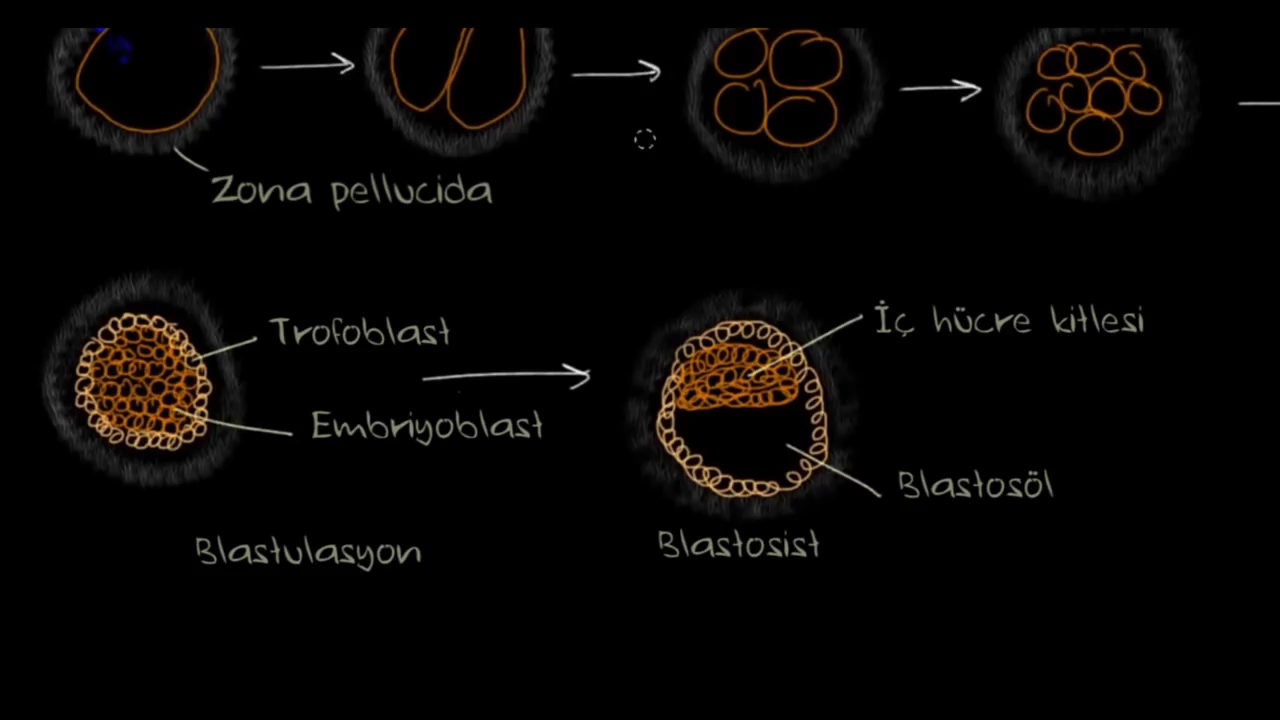 Zona pellucida
Trofoblast
Embriyoblast
Blastulasyon
İç hücre kitlesi
Blastosöl
Blastosist